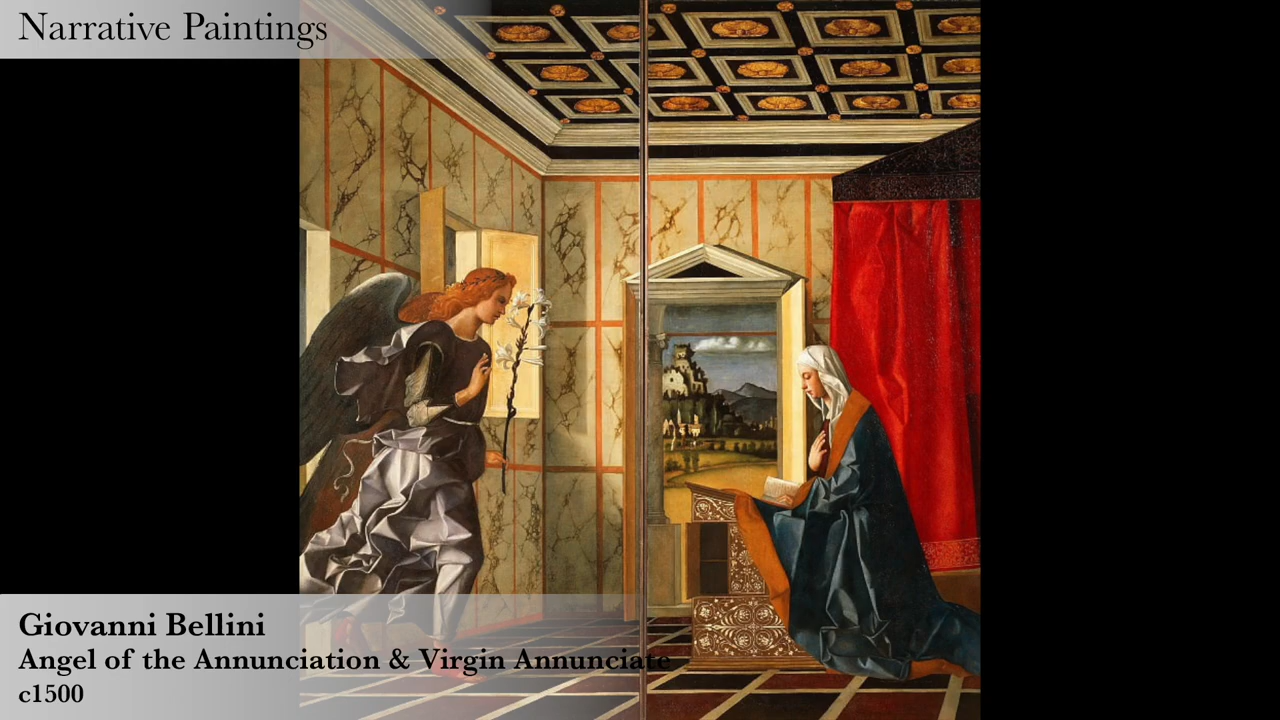 Narrative Paintings
Giovanni Bellini
Angel of the Annunciation & Virgin Annunciate
c1500